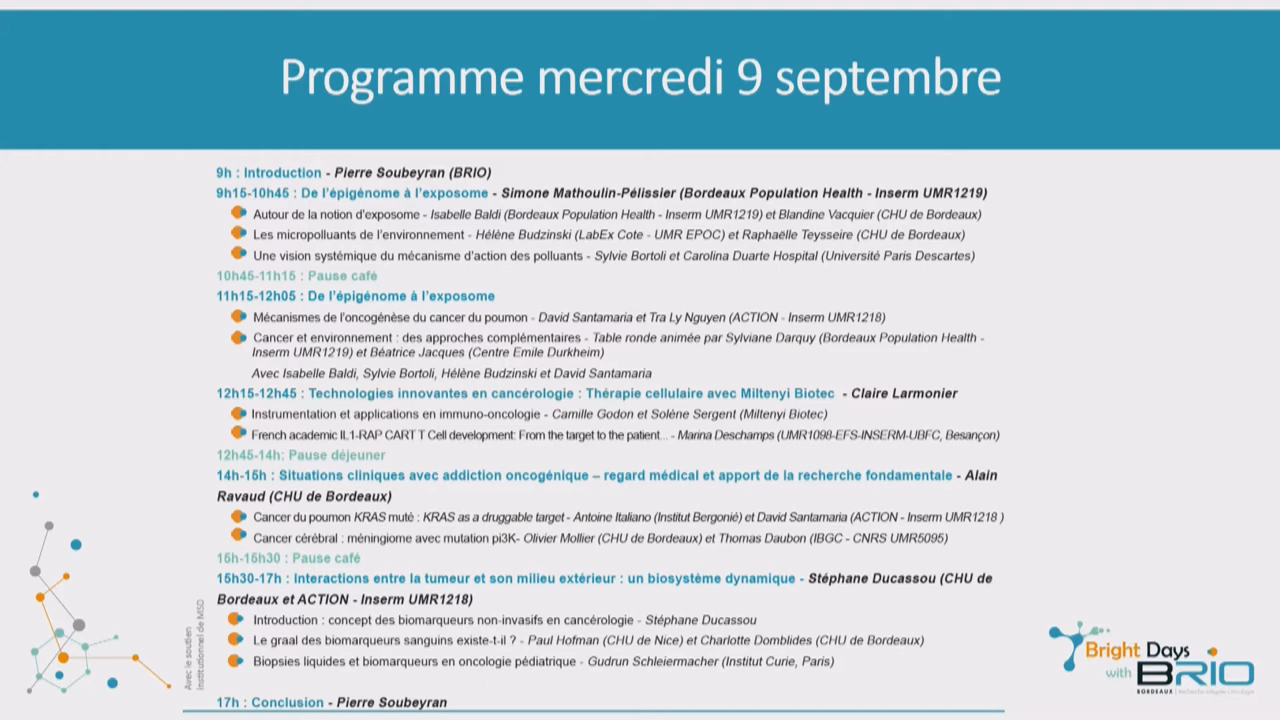 Programme mercredi 9 septembre
9h : Introduction - Pierre Soubeyran (BRIO)
9h15-10h45 : De l'épigénome à l'exposome - Simone Mathoulin-Pélissier (Bordeaux Population Health - Inserm UMR1219)
Autour de la notion d'exposome - Isabelle Baldi (Bordeaux Population Health - Inserm UMR1219) et Blandine Vacquier (CHU de Bordeaux)
Les micropolluants de l'environnement - Hélène Budzinski (LabEx Cote - UMR EPOC) et Raphaëlle Teysseire (CHU de Bordeaux)
Une vision systémique du mécanisme d'action des polluants - Sylvie Bortoli et Carolina Duarte Hospital (Université Paris Descartes)
10h45-11h15 : Pause café
11h15-12h05 : De l'épigénome à l'exposome
Mécanismes de l'oncogénèse du cancer du poumon - David Santamaria et Tra Ly Nguyen (ACTION - Inserm UMR1218)
Cancer et environnement : des approches complémentaires - Table ronde animée par Sylviane Darquy (Bordeaux Population Health -
Inserm UMR1219) et Béatrice Jacques (Centre Emile Durkheim)
Avec Isabelle Baldi, Sylvie Bortoli, Hélène Budzinski et David Santamaria
12h15-12h45 : Technologies innovantes en cancérologie : Thérapie cellulaire avec Miltenyi Biotec - Claire Larmonier
Instrumentation et applications en immuno-oncologie - Camille Godon et Solène Sergent (Miltenyi Biotec)
French academic IL1-RAP CART T Cell development: From the target to the patient... - Marina Deschamps (UMR1098-EFS-INSERM-UBFC, Besançon)
12h45-14h: Pause déjeuner
14h-15h : Situations cliniques avec addiction oncogénique – regard médical et apport de la recherche fondamentale - Alain
Ravaud (CHU de Bordeaux)
Cancer du poumon KRAS muté : KRAS as a druggable target - Antoine Italiano (Institut Bergonié) et David Santamaria (ACTION - Inserm UMR1218 )
Cancer cérébral : méningiome avec mutation pi3K- Olivier Mollier (CHU de Bordeaux) et Thomas Daubon (IBGC - CNRS UMR5095)
15h-15h30 : Pause café
15h30-17h : Interactions entre la tumeur et son milieu extérieur : un biosystème dynamique - Stéphane Ducassou (CHU de
Bordeaux et ACTION - Inserm UMR1218)
Introduction : concept des biomarqueurs non-invasifs en cancérologie - Stéphane Ducassou
Le graal des biomarqueurs sanguins existe-t-il ? - Paul Hofman (CHU de Nice) et Charlotte Domblides (CHU de Bordeaux)
Biopsies liquides et biomarqueurs en oncologie pédiatrique - Gudrun Schleiermacher (Institut Curie, Paris)
17h : Conclusion - Pierre Soubeyran
Avec le soutien
Institutionnel de MSD
Bright Days
with BRIO
BORDEAUX